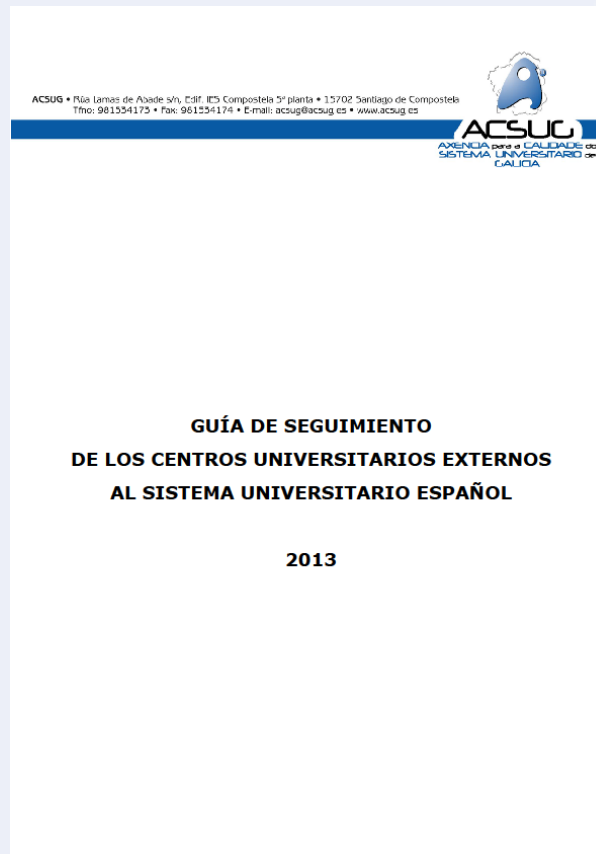 ACSUG • Rúa Lamas de Abade s/n, Edif. IES Compostela 5ª planta • 15702 Santiago de Compostela
Tfno: 981534173 • Fax: 981534174 • E-mail: acsug@acsug.es • www.acsug.es
ACSUG
AXENCIA para a CALIDADE do
SISTEMA UNIVERSITARIO de
GALICIA
GUÍA DE SEGUIMIENTO
DE LOS CENTROS UNIVERSITARIOS EXTERNOS
AL SISTEMA UNIVERSITARIO ESPAÑOL
2013